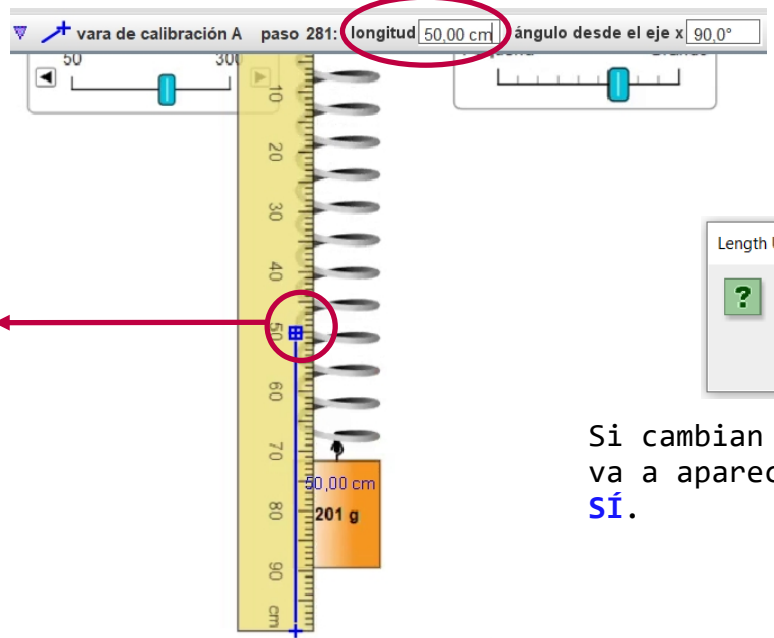 vara de calibración A paso 281: longitud 50,00 cm ángulo desde el eje x 90,0°
50 300
10
20
30
40
50
60
70
80
90
cm
50,00 cm
201 g
Length
?
Si cambian
va a aparec
SÍ.